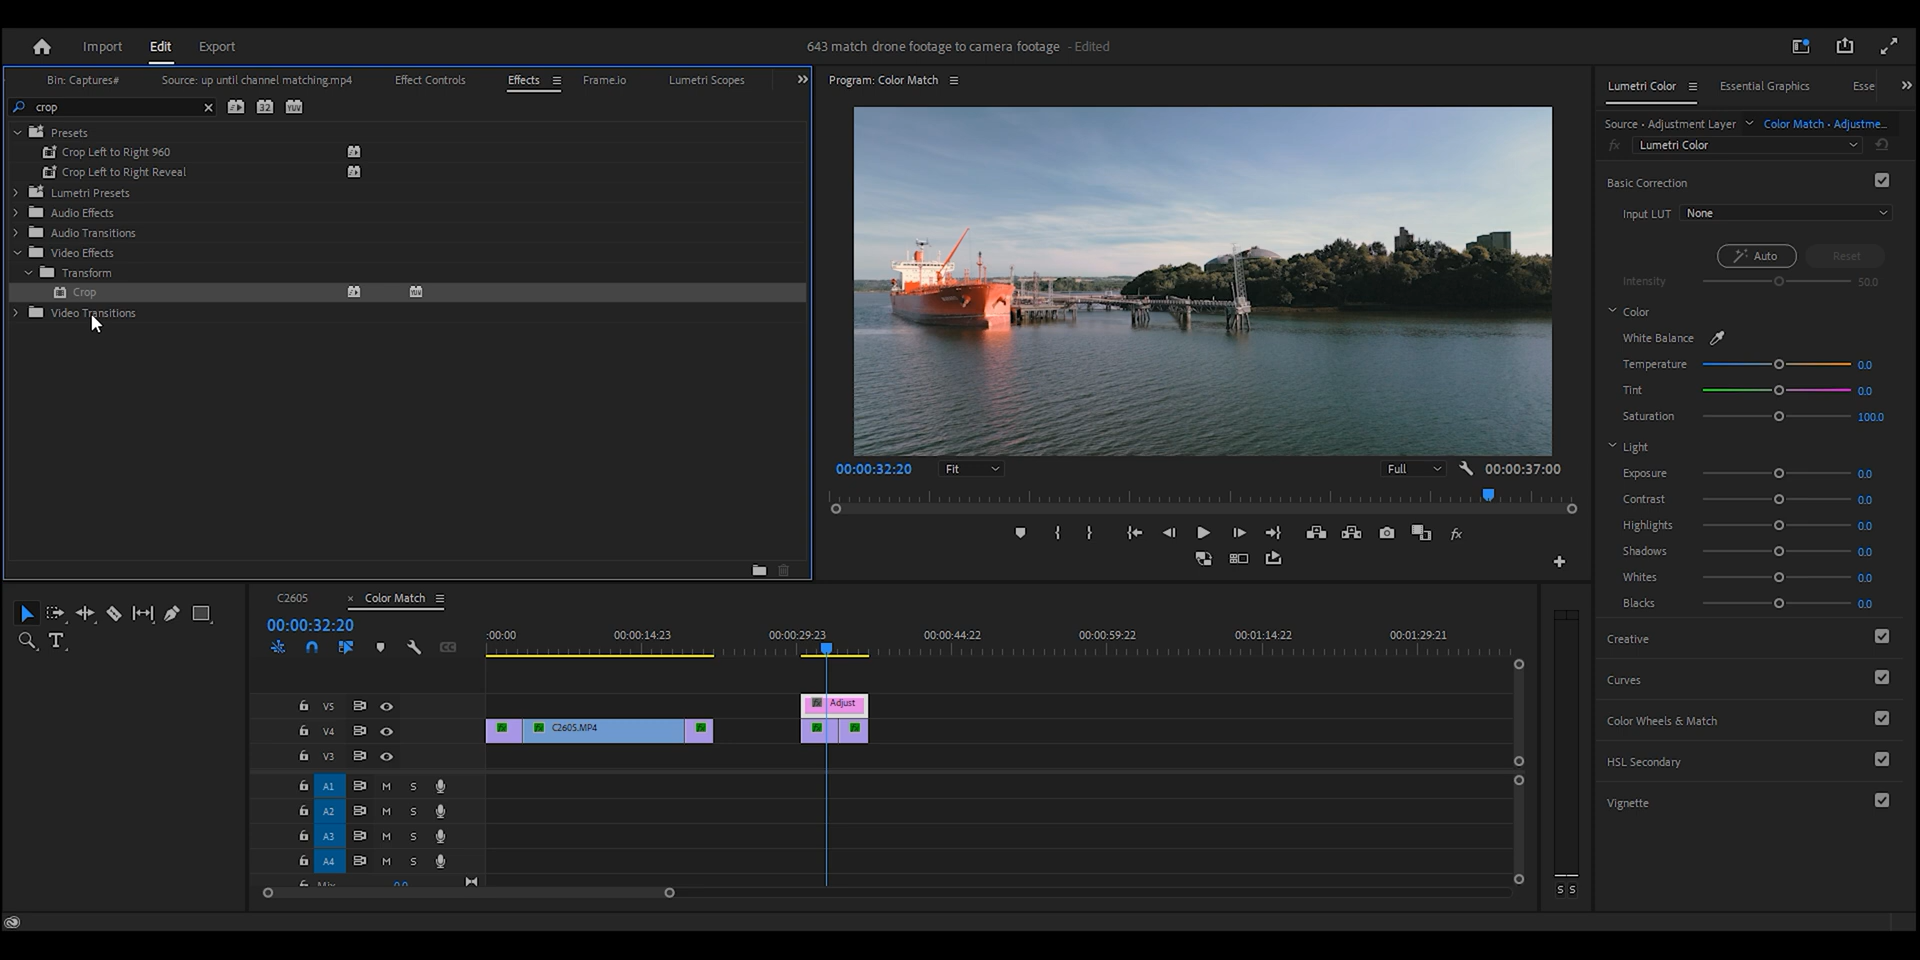 Import Edit Export 643 match drone footage to camera footage - Edited
Bin: Captures# Source: up until channel matching.mp4 Effect Controls Effects Frame.io Lumetri Scopes
crop 32 YUV
Presets
Crop Left to Right 960
Crop Left to Right Reveal
Lumetri Presets
Audio Effects
Audio Transitions
Video Effects
Transform
Crop
Video Transitions
Program: Color Match
00:00:32:20 Fit Full 00:00:37:00
fx
Lumetri Color Essential Graphics Esse
Source • Adjustment Layer Color Match • Adjustme...
fx Lumetri Color
Basic Correction
Input LUT None
Auto Reset
Intensity 50.0
Color
White Balance
Temperature 0.0
Tint 0.0
Saturation 100.0
Light
Exposure 0.0
Contrast 0.0
Highlights 0.0
Shadows 0.0
Whites 0.0
Blacks 0.0
Creative
Curves
Color Wheels & Match
HSL Secondary
Vignette
C2605 × Color Match
00:00:32:20
:00:00 00:00:14:23 00:00:29:23 00:00:44:22 00:00:59:22 00:01:14:22 00:01:29:21
V5 fx Adjust
V4 C2605.MP4
V3
A1 M S
A2 M S
A3 M S
A4 M S
Mix 0.0
S S